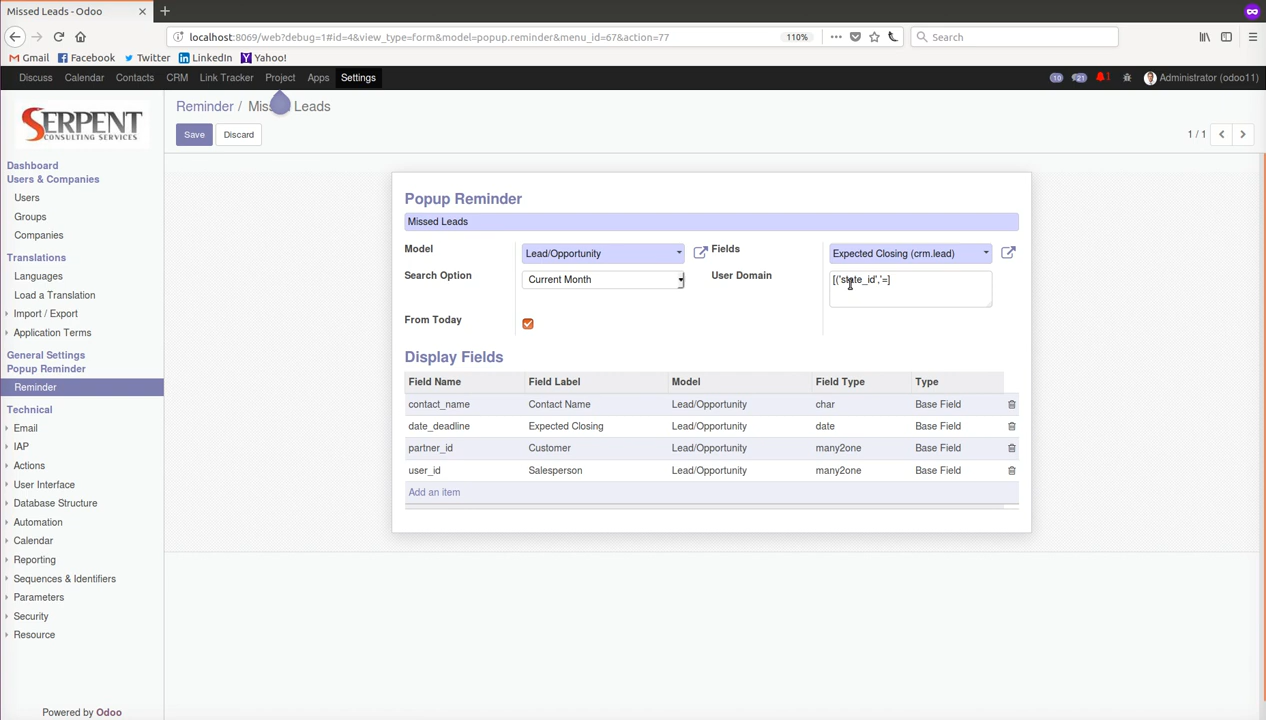 Missed Leads - Odoo
localhost:8069/web?debug=1#id=4&view_type=form&model=popup.reminder&menu_id=67&action=77
110%
Search
Gmail Facebook Twitter LinkedIn Yahoo!
Discuss Calendar Contacts CRM Link Tracker Project Apps Settings
10 21 1 Administrator (odoo11)
SERPENT
CONSULTING SERVICES
Reminder / Leads
Save Discard
1 / 1
Dashboard
Users & Companies
Users
Groups
Companies
Translations
Languages
Load a Translation
Import / Export
Application Terms
General Settings
Popup Reminder
Reminder
Technical
Email
IAP
Actions
User Interface
Database Structure
Automation
Calendar
Reporting
Sequences & Identifiers
Parameters
Security
Resource
Powered by Odoo
Popup Reminder
Missed Leads
Model Lead/Opportunity Fields Expected Closing (crm.lead)
Search Option Current Month User Domain [('state_id','=]
From Today
Display Fields
Field Name Field Label Model Field Type Type
contact_name Contact Name Lead/Opportunity char Base Field
date_deadline Expected Closing Lead/Opportunity date Base Field
partner_id Customer Lead/Opportunity many2one Base Field
user_id Salesperson Lead/Opportunity many2one Base Field
Add an item